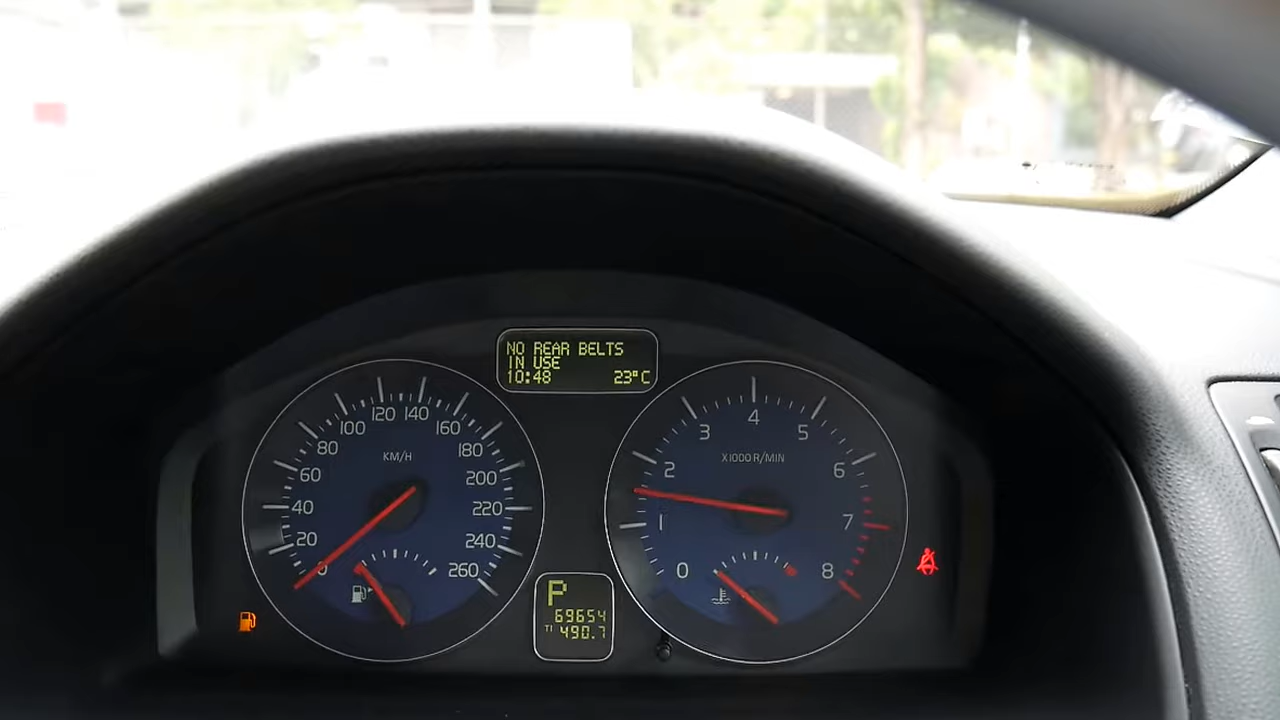 NO REAR BELTS
IN USE
10:48 23°C
0 20 40 60 80 100 120 140 160 180 200 220 240 260
KM/H
0 1 2 3 4 5 6 7 8
X1000R/MIN
P
69654
T1 490.7